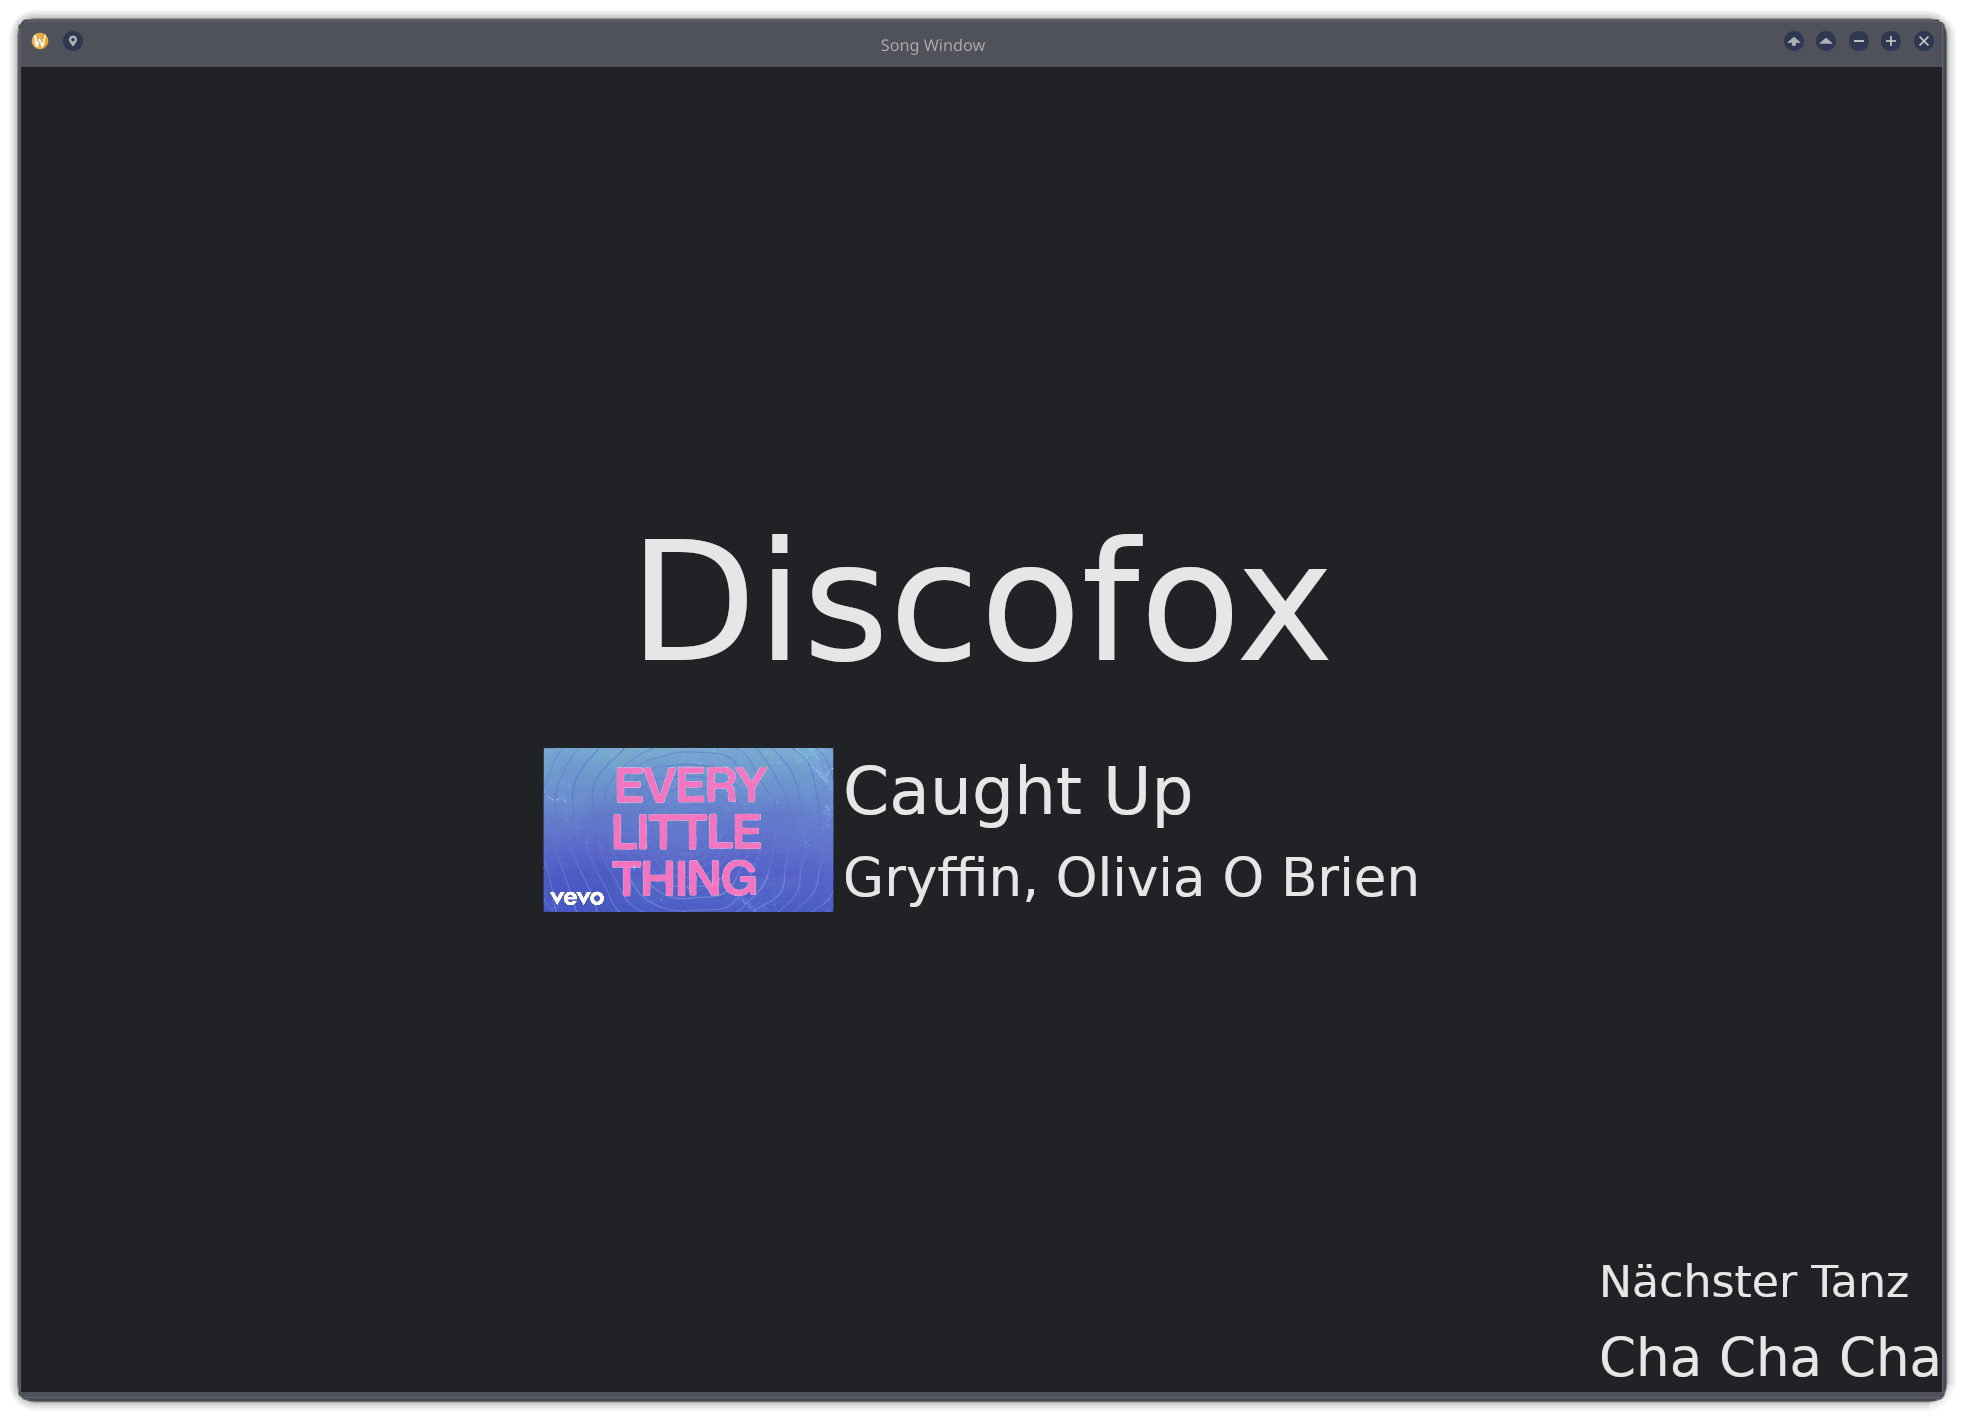 Song Window
Discofox
EVERY
LITTLE
THING
vevo
Caught Up
Gryffin, Olivia O Brien
Nächster Tanz
Cha Cha Cha